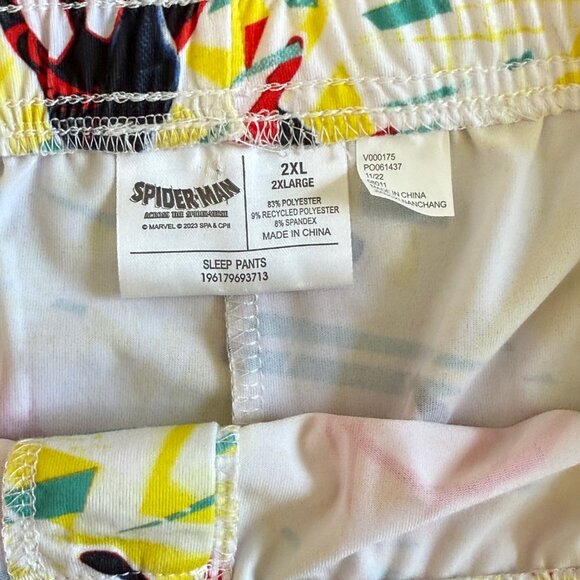 SPIDER-MAN
ACROSS THE SPIDER-VERSE
© MARVEL © 2023 SPA & CPII
2XL
2XLARGE
83% POLYESTER
9% RECYCLED POLYESTER
8% SPANDEX
MADE IN CHINA
SLEEP PANTS
196179693713
V000175
PO061437
11/22
IN CHINA
NANCHANG